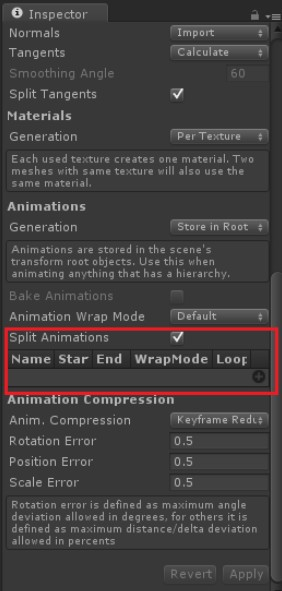 Inspector
Normals Import
Tangents Calculate
Smoothing Angle 60
Split Tangents
Materials
Generation Per Texture
Each used texture creates one material. Two
meshes with same texture will also use the
same material.
Animations
Generation Store in Root
Animations are stored in the scene's
transform root objects. Use this when
animating anything that has a hierarchy.
Bake Animations
Animation Wrap Mode Default
Split Animations
Name Star End WrapMode Loop
Animation Compression
Anim. Compression Keyframe Redu
Rotation Error 0.5
Position Error 0.5
Scale Error 0.5
Rotation error is defined as maximum angle
deviation allowed in degrees, for others it is
defined as maximum distance/delta deviation
allowed in percents
Revert Apply